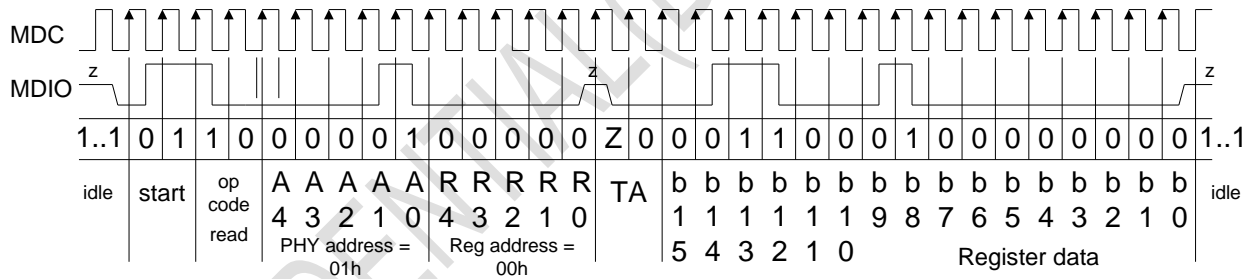 MDC
z z z
MDIO
1..1 0 1 1 0 0 0 0 0 1 0 0 0 0 0 Z 0 0 0 1 1 0 0 0 1 0 0 0 0 0 0 0 0 1..1
idle start op A A A A A R R R R R TA b b b b b b b b b b b b b b b b idle
code 4 3 2 1 0 4 3 2 1 0 1 1 1 1 1 1 9 8 7 6 5 4 3 2 1 0
read PHY address = Reg address = 5 4 3 2 1 0 Register data
01h 00h
DENTIAL(